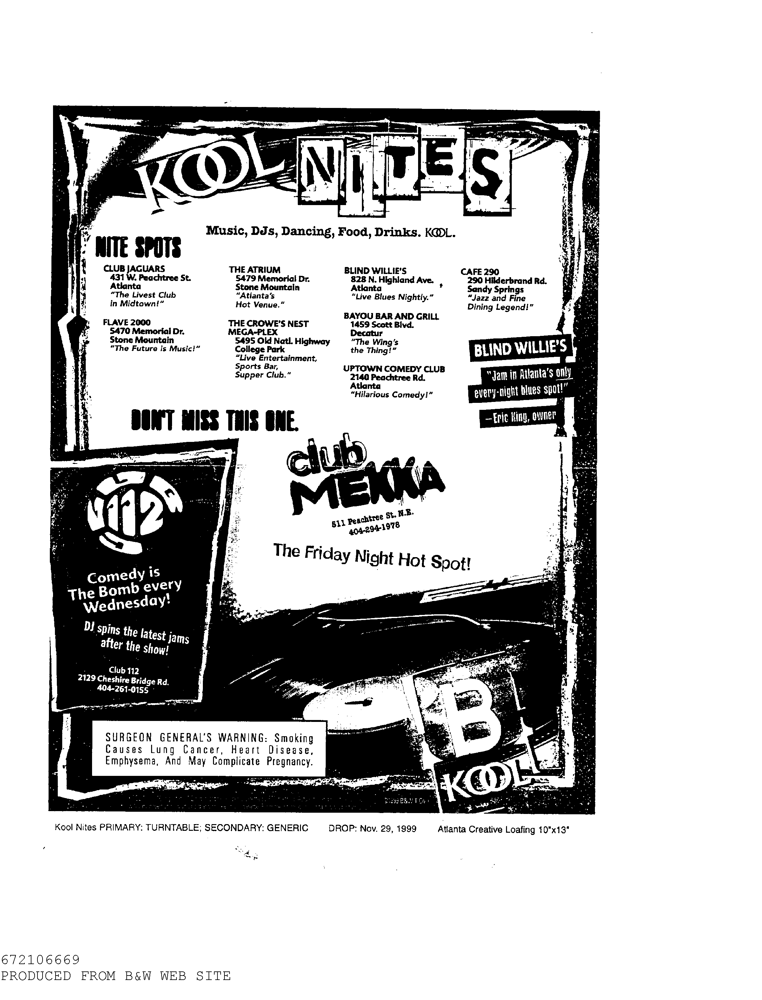 KOOL NITES
Music, DJs, Dancing, Food, Drinks. KOOL.
NITE SPOTS
CLUB JAGUARS
431 W. Peachtree St.
Atlanta
"The Livest Club
in Midtown!"
FLAVE 2000
5470 Memorial Dr.
Stone Mountain
"The Future is Music!"
THE ATRIUM
5479 Memorial Dr.
Stone Mountain
"Atlanta's
Hot Venue."
THE CROWE'S NEST
MEGA-PLEX
5495 Old Natl. Highway
College Park
"Live Entertainment,
Sports Bar,
Supper Club."
BLIND WILLIE'S
828 N. Highland Ave.
Atlanta
"Live Blues Nightly."
BAYOU BAR AND GRILL
1459 Scott Blvd.
Decatur
"The Wing's
the Thing!"
UPTOWN COMEDY CLUB
2140 Peachtree Rd.
Atlanta
"Hilarious Comedy!"
CAFE 290
290 Hilderbrand Rd.
Sandy Springs
"Jazz and Fine
Dining Legend!"
BLIND WILLIE'S
"Jam in Atlanta's only
every-night blues spot!"
—Eric King, owner
DON'T MISS THIS ONE.
club
MEKKA
511 Peachtree St. N.E.
404-294-1978
The Friday Night Hot Spot!
112
Comedy is
The Bomb every
Wednesday!
DJ spins the latest jams
after the show!
Club 112
2129 Cheshire Bridge Rd.
404-261-0155
B
KOOL
SURGEON GENERAL'S WARNING: Smoking
Causes Lung Cancer, Heart Disease,
Emphysema, And May Complicate Pregnancy.
Kool Nites PRIMARY: TURNTABLE; SECONDARY: GENERIC DROP: Nov. 29, 1999 Atlanta Creative Loafing 10"x13"
672106669
PRODUCED FROM B&W WEB SITE